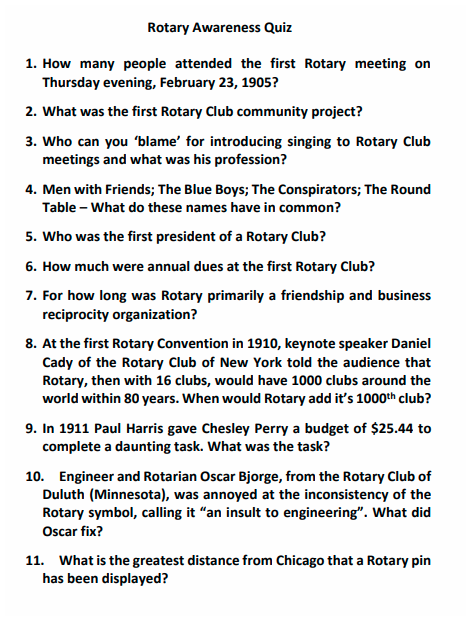 Rotary Awareness Quiz
1. How many people attended the first Rotary meeting on
Thursday evening, February 23, 1905?
2. What was the first Rotary Club community project?
3. Who can you ‘blame’ for introducing singing to Rotary Club
meetings and what was his profession?
4. Men with Friends; The Blue Boys; The Conspirators; The Round
Table – What do these names have in common?
5. Who was the first president of a Rotary Club?
6. How much were annual dues at the first Rotary Club?
7. For how long was Rotary primarily a friendship and business
reciprocity organization?
8. At the first Rotary Convention in 1910, keynote speaker Daniel
Cady of the Rotary Club of New York told the audience that
Rotary, then with 16 clubs, would have 1000 clubs around the
world within 80 years. When would Rotary add it’s 1000th club?
9. In 1911 Paul Harris gave Chesley Perry a budget of $25.44 to
complete a daunting task. What was the task?
10. Engineer and Rotarian Oscar Bjorge, from the Rotary Club of
Duluth (Minnesota), was annoyed at the inconsistency of the
Rotary symbol, calling it “an insult to engineering”. What did
Oscar fix?
11. What is the greatest distance from Chicago that a Rotary pin
has been displayed?